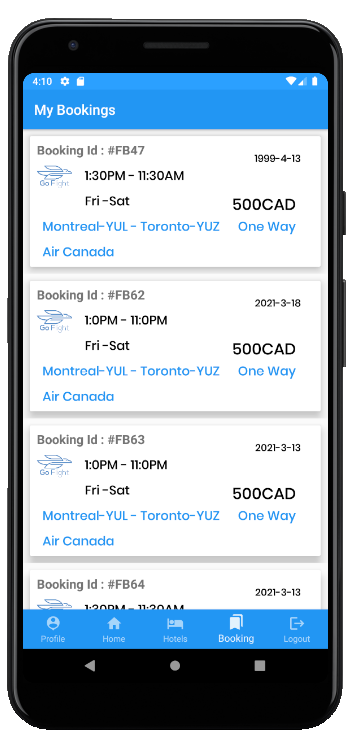 4:10
My Bookings
Booking Id : #FB47
1999-4-13
Go Flight
1:30PM - 11:30AM
Fri -Sat
500CAD
Montreal-YUL - Toronto-YUZ One Way
Air Canada
Booking Id : #FB62
2021-3-18
Go Flight
1:0PM - 11:0PM
Fri -Sat
500CAD
Montreal-YUL - Toronto-YUZ One Way
Air Canada
Booking Id : #FB63
2021-3-13
Go Flight
1:0PM - 11:0PM
Fri -Sat
500CAD
Montreal-YUL - Toronto-YUZ One Way
Air Canada
Booking Id : #FB64
2021-3-13
1:30PM - 11:30AM
Profile Home Hotels Booking Logout